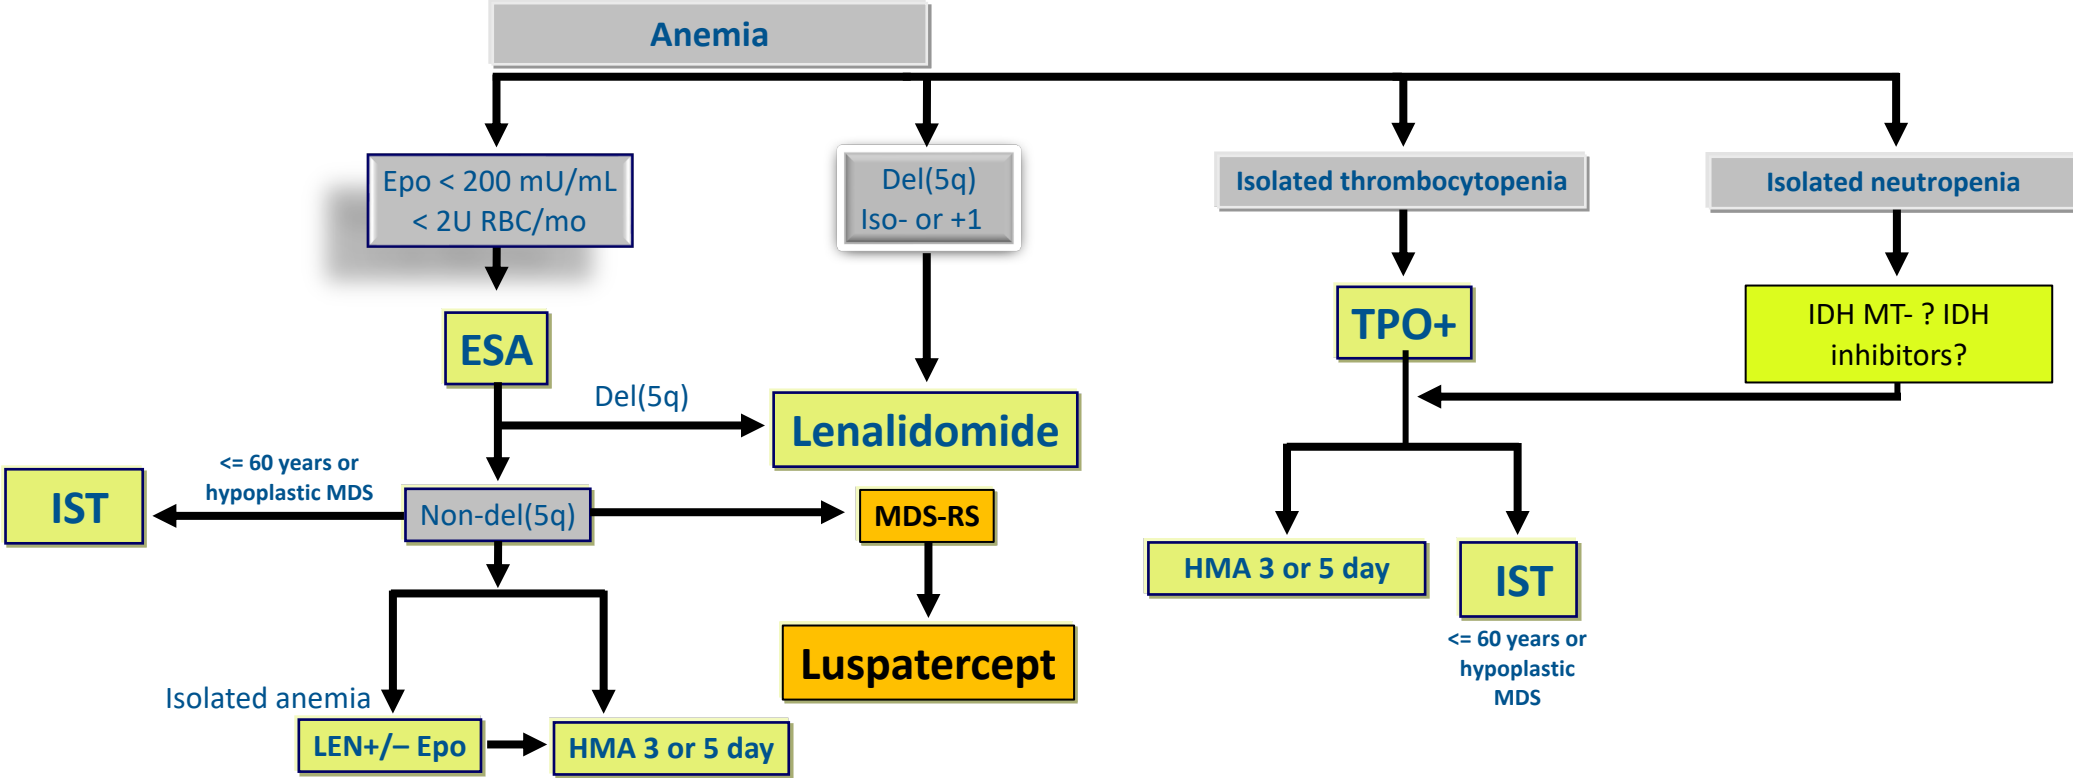 Anemia
Epo < 200 mU/mL
< 2U RBC/mo
Del(5q)
Iso- or +1
Isolated thrombocytopenia
Isolated neutropenia
ESA
TPO+
IDH MT- ? IDH
inhibitors?
Del(5q)
Lenalidomide
<= 60 years or
hypoplastic MDS
IST
Non-del(5q)
MDS-RS
HMA 3 or 5 day
IST
<= 60 years or
hypoplastic
MDS
Luspatercept
Isolated anemia
LEN+/– Epo
HMA 3 or 5 day